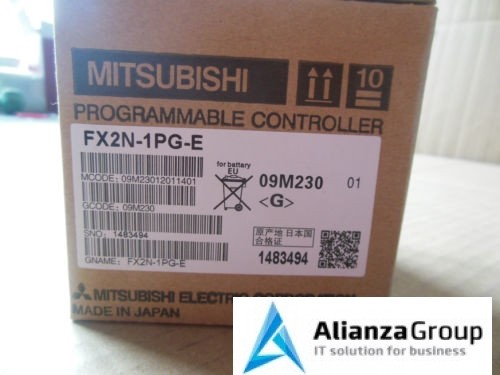 MITSUBISHI
10
PROGRAMMABLE CONTROLLER
FX2N-1PG-E
MCODE: 09M23012011401
GCODE: 09M230
SNO: 1483494
GNAME: FX2N-1PG-E
for battery
EU
09M230 01
<G>
原产地 日本国
合格证
1483494
MITSUBISHI ELECTRIC CORPORATION
MADE IN JAPAN
AlianzaGroup
IT solution for business